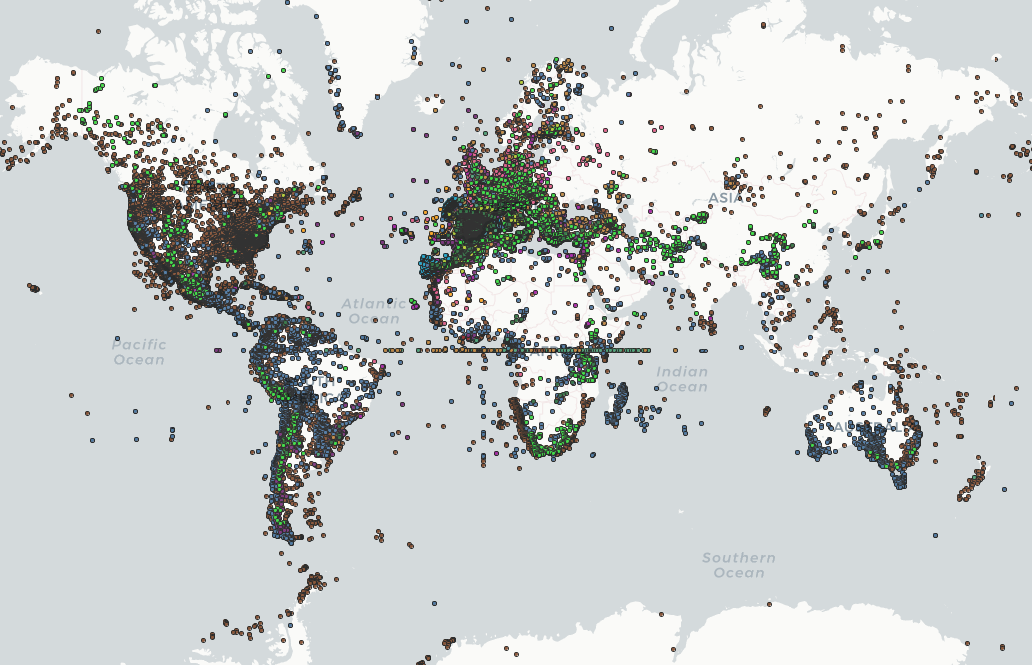 ASIA
Atlantic
Ocean
Pacific
Ocean
Indian
Ocean
Southern
Ocean